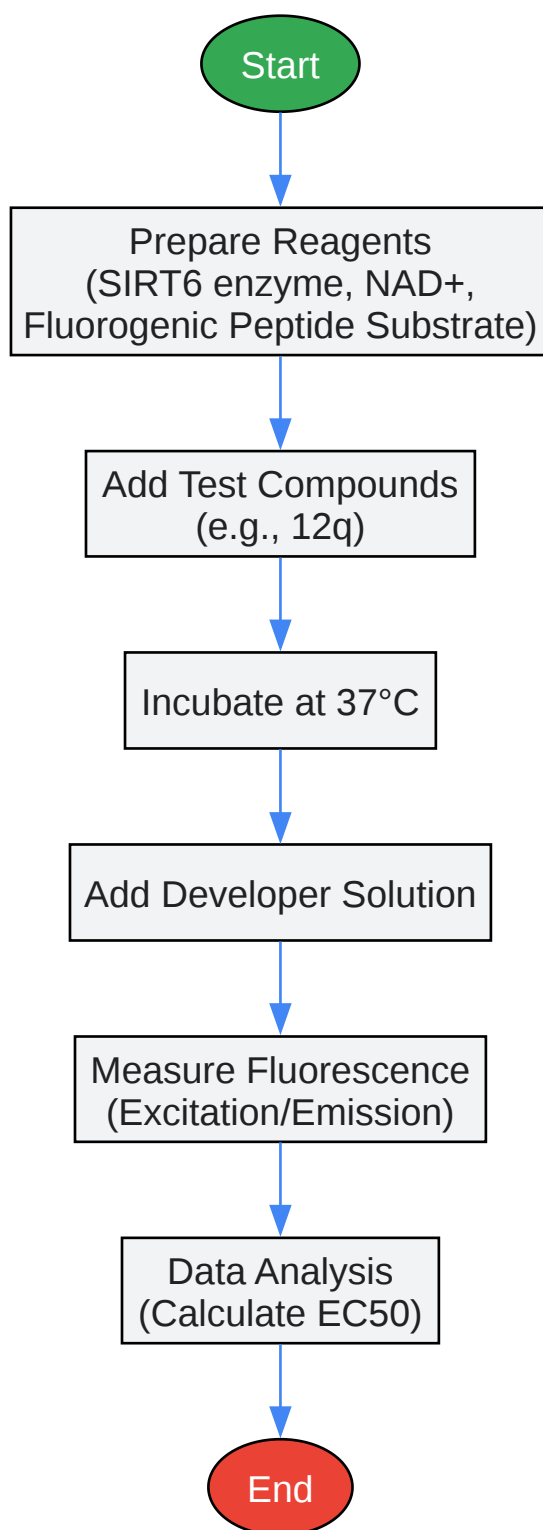 Start
Prepare Reagents
(SIRT6 enzyme, NAD+,
Fluorogenic Peptide Substrate)
Add Test Compounds
(e.g., 12q)
Incubate at 37°C
Add Developer Solution
Measure Fluorescence
(Excitation/Emission)
Data Analysis
(Calculate EC50)
End